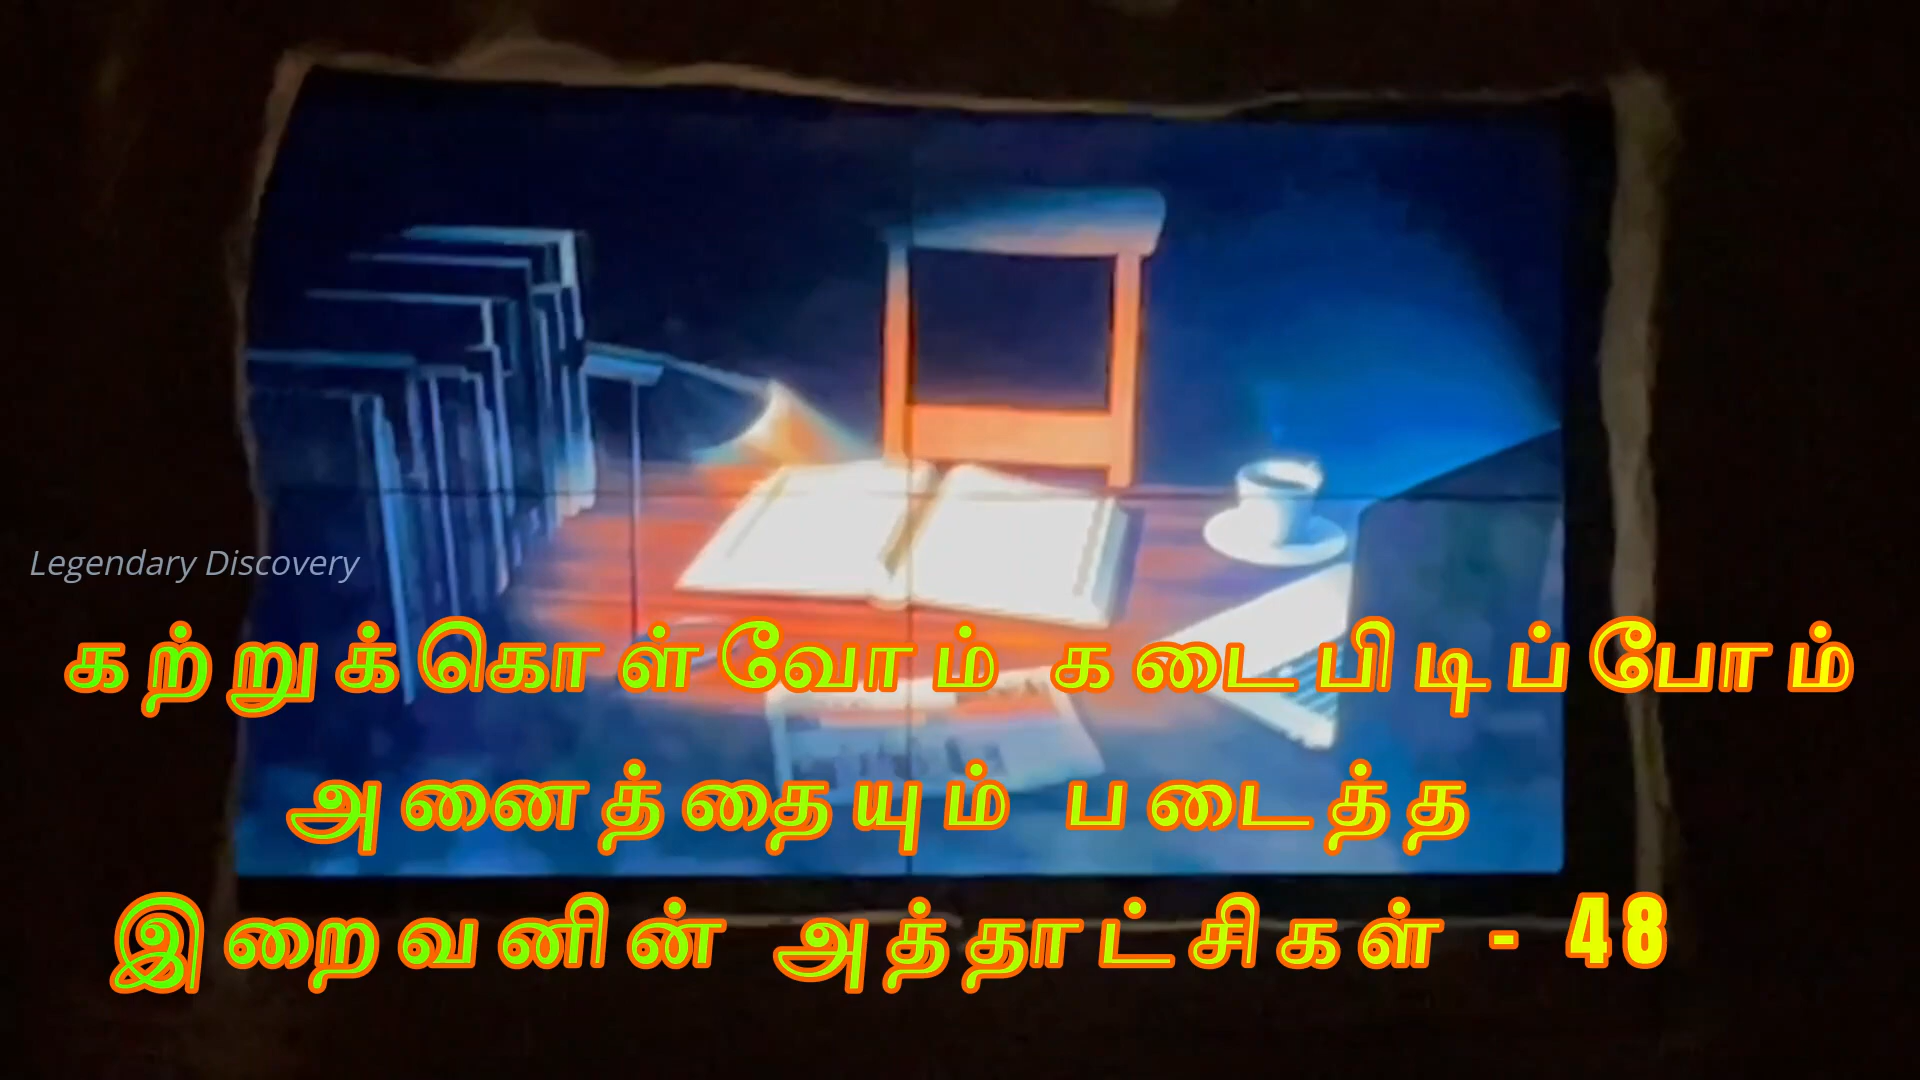 Legendary Discovery
கற்றுக்கொள்வோம் கடைபிடிப்போம்
அனைத்தையும் படைத்த
இறைவனின் அத்தாட்சிகள் - 48